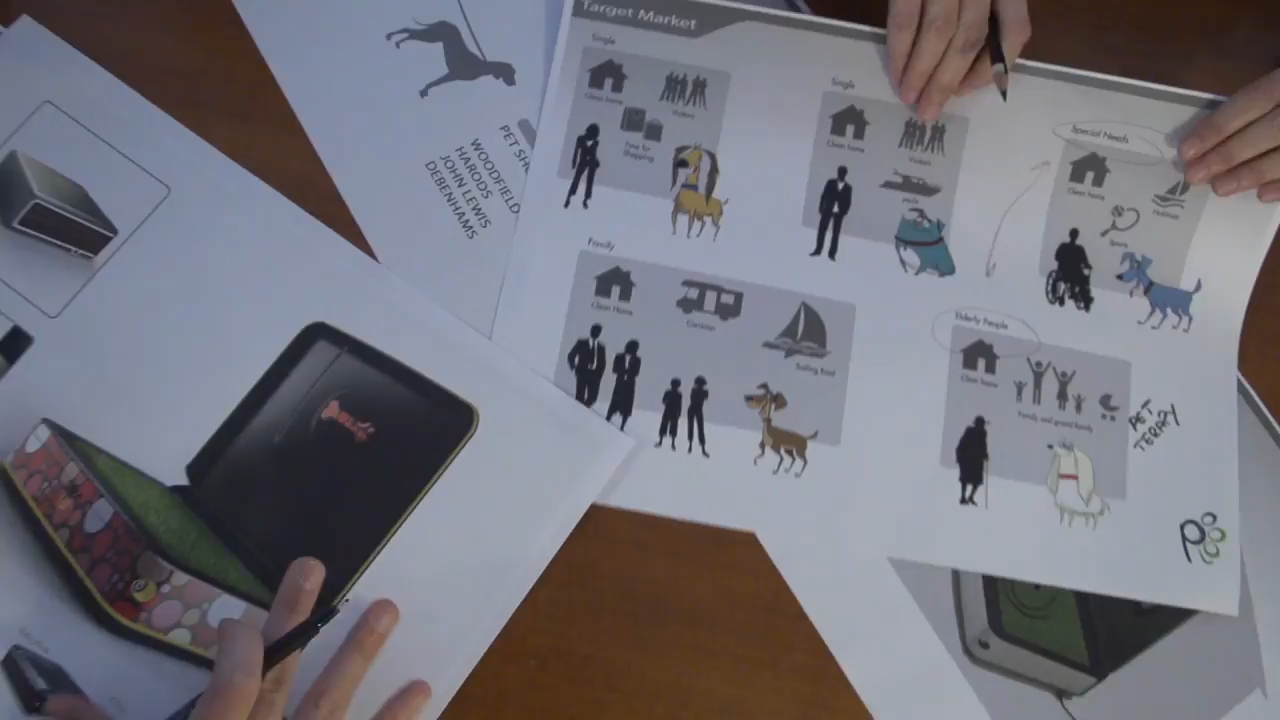 Target Market
Single
Clean home
Visitors
Time for
Shopping
Single
Clean home
Visitors
Special Needs
Clean home
Holidays
Sports
Family
Clean Home
Caravan
Sailing Boat
Elderly People
Clean home
Family and grand family
PET
TERAPY
PET SH
WOODFIELD
HARODS
JOHN LEWIS
DEBENHAMS